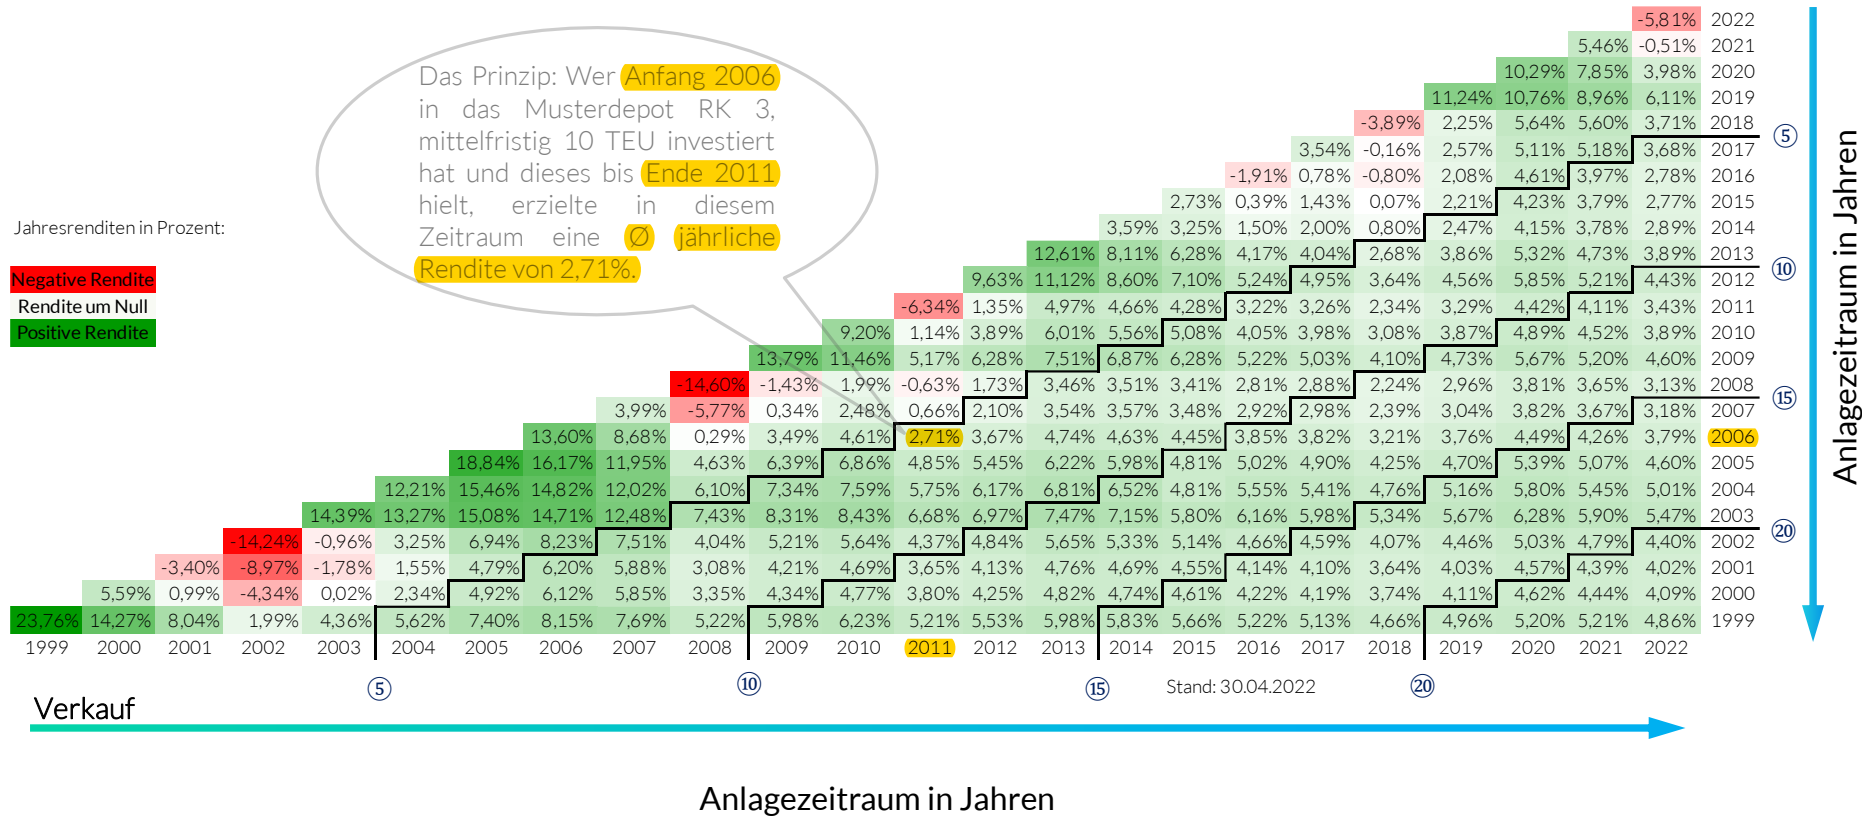 -5,81% 2022
5,46% -0,51% 2021
Das Prinzip: Wer Anfang 2006 10,29% 7,85% 3,98% 2020
in das Musterdepot RK 3, 11,24% 10,76% 8,96% 6,11% 2019
mittelfristig 10 TEU investiert -3,89% 2,25% 5,64% 5,60% 3,71% 2018
⑤
hat und dieses bis Ende 2011 3,54% -0,16% 2,57% 5,11% 5,18% 3,68% 2017
-1,91% 0,78% -0,80% 2,08% 4,61% 3,97% 2,78% 2016
hielt, erzielte in diesem 2,73% 0,39% 1,43% 0,07% 2,21% 4,23% 3,79% 2,77% 2015
Jahresrenditen in Prozent: Zeitraum eine Ø jährliche 3,59% 3,25% 1,50% 2,00% 0,80% 2,47% 4,15% 3,78% 2,89% 2014
12,61% 8,11% 6,28% 4,17% 4,04% 2,68% 3,86% 5,32% 4,73% 3,89% 2013
Rendite von 2,71%. ⑩
Negative Rendite 9,63% 11,12% 8,60% 7,10% 5,24% 4,95% 3,64% 4,56% 5,85% 5,21% 4,43% 2012
Rendite um Null -6,34% 1,35% 4,97% 4,66% 4,28% 3,22% 3,26% 2,34% 3,29% 4,42% 4,11% 3,43% 2011
Positive Rendite 9,20% 1,14% 3,89% 6,01% 5,56% 5,08% 4,05% 3,98% 3,08% 3,87% 4,89% 4,52% 3,89% 2010
13,79% 11,46% 5,17% 6,28% 7,51% 6,87% 6,28% 5,22% 5,03% 4,10% 4,73% 5,67% 5,20% 4,60% 2009
-14,60% -1,43% 1,99% -0,63% 1,73% 3,46% 3,51% 3,41% 2,81% 2,88% 2,24% 2,96% 3,81% 3,65% 3,13% 2008
⑮
3,99% -5,77% 0,34% 2,48% 0,66% 2,10% 3,54% 3,57% 3,48% 2,92% 2,98% 2,39% 3,04% 3,82% 3,67% 3,18% 2007
13,60% 8,68% 0,29% 3,49% 4,61% 2,71% 3,67% 4,74% 4,63% 4,45% 3,85% 3,82% 3,21% 3,76% 4,49% 4,26% 3,79% 2006
18,84% 16,17% 11,95% 4,63% 6,39% 6,86% 4,85% 5,45% 6,22% 5,98% 4,81% 5,02% 4,90% 4,25% 4,70% 5,39% 5,07% 4,60% 2005
12,21% 15,46% 14,82% 12,02% 6,10% 7,34% 7,59% 5,75% 6,17% 6,81% 6,52% 4,81% 5,55% 5,41% 4,76% 5,16% 5,80% 5,45% 5,01% 2004
14,39% 13,27% 15,08% 14,71% 12,48% 7,43% 8,31% 8,43% 6,68% 6,97% 7,47% 7,15% 5,80% 6,16% 5,98% 5,34% 5,67% 6,28% 5,90% 5,47% 2003
⑳
-14,24% -0,96% 3,25% 6,94% 8,23% 7,51% 4,04% 5,21% 5,64% 4,37% 4,84% 5,65% 5,33% 5,14% 4,66% 4,59% 4,07% 4,46% 5,03% 4,79% 4,40% 2002
-3,40% -8,97% -1,78% 1,55% 4,79% 6,20% 5,88% 3,08% 4,21% 4,69% 3,65% 4,13% 4,76% 4,69% 4,55% 4,14% 4,10% 3,64% 4,03% 4,57% 4,39% 4,02% 2001
5,59% 0,99% -4,34% 0,02% 2,34% 4,92% 6,12% 5,85% 3,35% 4,34% 4,77% 3,80% 4,25% 4,82% 4,74% 4,61% 4,22% 4,19% 3,74% 4,11% 4,62% 4,44% 4,09% 2000
23,76% 14,27% 8,04% 1,99% 4,36% 5,62% 7,40% 8,15% 7,69% 5,22% 5,98% 6,23% 5,21% 5,53% 5,98% 5,83% 5,66% 5,22% 5,13% 4,66% 4,96% 5,20% 5,21% 4,86% 1999
1999 2000 2001 2002 2003 2004 2005 2006 2007 2008 2009 2010 2011 2012 2013 2014 2015 2016 2017 2018 2019 2020 2021 2022
⑤ ⑩ ⑮ Stand: 30.04.2022 ⑳
Verkauf
Anlagezeitraum in Jahren
Anlagezeitraum in Jahren